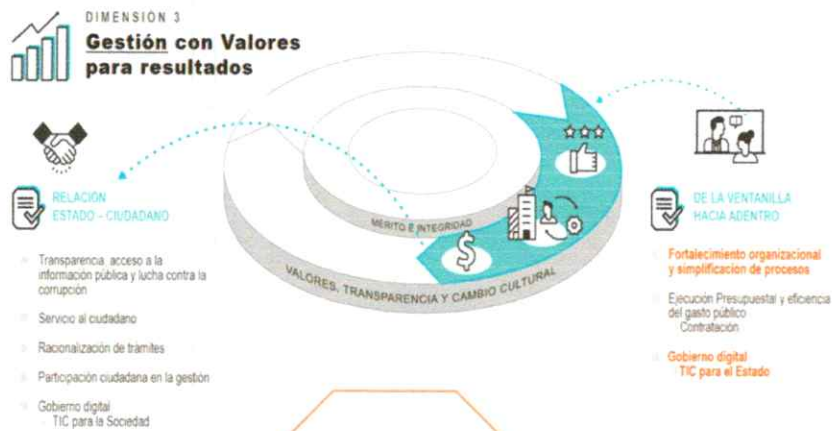 DIMENSIÓN 3
Gestión con Valores
para resultados
RELACIÓN
ESTADO - CIUDADANO
Transparencia, acceso a la
información pública y lucha contra la
corrupción
Servicio al ciudadano
Racionalización de trámites
Participación ciudadana en la gestión
Gobierno digital
TIC para la Sociedad
$
MÉRITO E INTEGRIDAD
VALORES, TRANSPARENCIA Y CAMBIO CULTURAL
DE LA VENTANILLA
HACIA ADENTRO
Fortalecimiento organizacional
y simplificación de procesos
Ejecución Presupuestal y eficiencia
del gasto público
Contratación
Gobierno digital
TIC para el Estado